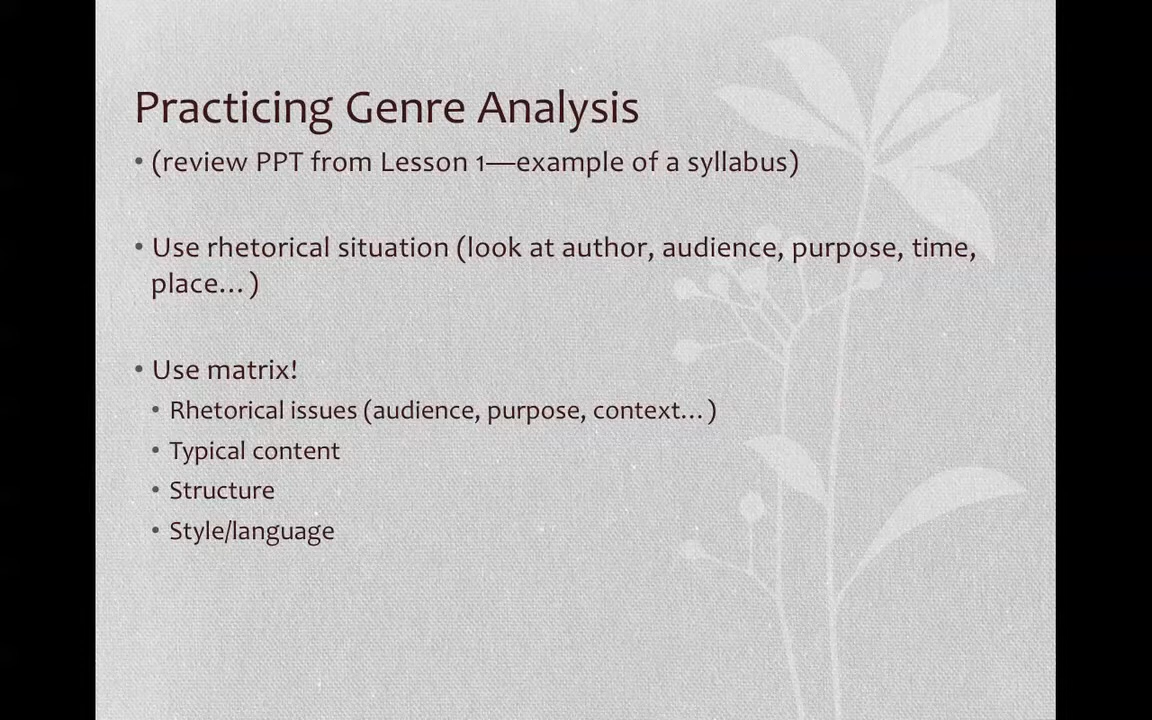 Practicing Genre Analysis
• (review PPT from Lesson 1—example of a syllabus)
• Use rhetorical situation (look at author, audience, purpose, time,
place…)
• Use matrix!
• Rhetorical issues (audience, purpose, context…)
• Typical content
• Structure
• Style/language